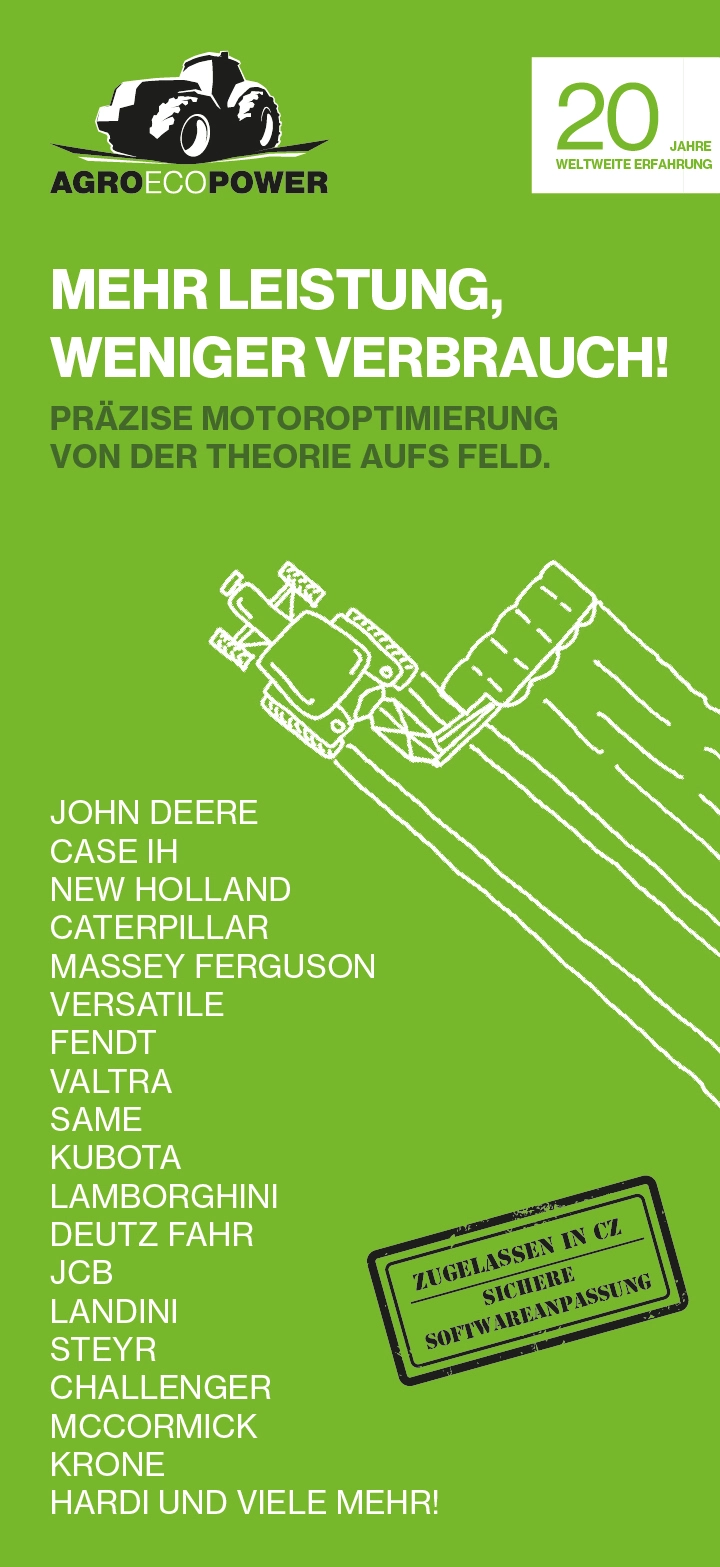 AGROECOPOWER
20 JAHRE
WELTWEITE ERFAHRUNG
MEHR LEISTUNG,
WENIGER VERBRAUCH!
PRÄZISE MOTOROPTIMIERUNG
VON DER THEORIE AUFS FELD.
JOHN DEERE
CASE IH
NEW HOLLAND
CATERPILLAR
MASSEY FERGUSON
VERSATILE
FENDT
VALTRA
SAME
KUBOTA
LAMBORGHINI
DEUTZ FAHR
JCB
LANDINI
STEYR
CHALLENGER
MCCORMICK
KRONE
HARDI UND VIELE MEHR!
ZUGELASSEN IN CZ
SICHERE
SOFTWAREANPASSUNG